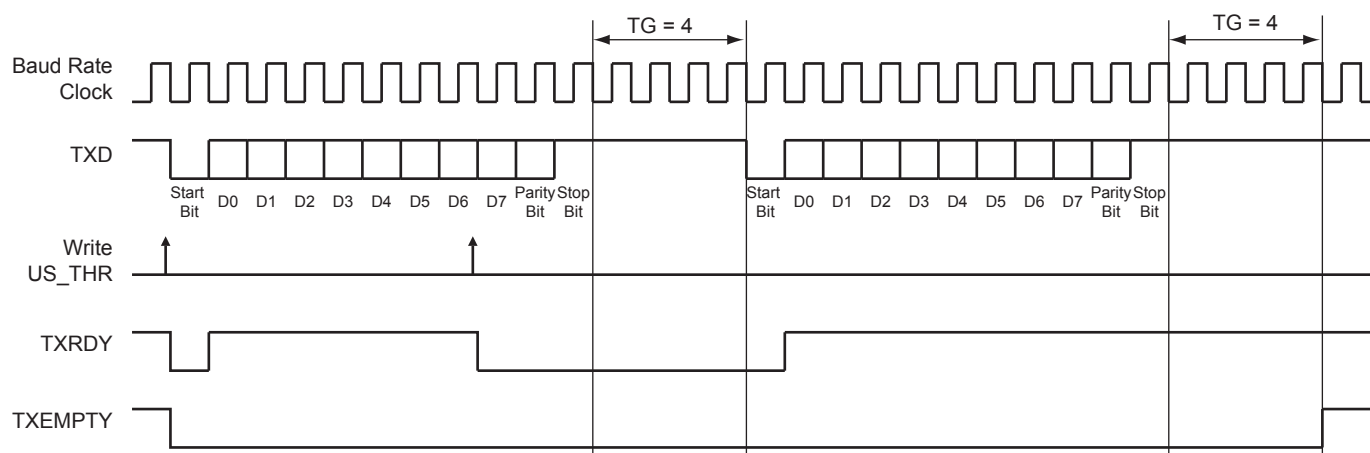 TG = 4 TG = 4
Baud Rate
Clock
TXD
Start
Bit D0 D1 D2 D3 D4 D5 D6 D7 Parity
Bit Stop
Bit Start
Bit D0 D1 D2 D3 D4 D5 D6 D7 Parity
Bit Stop
Bit
Write
US_THR
TXRDY
TXEMPTY